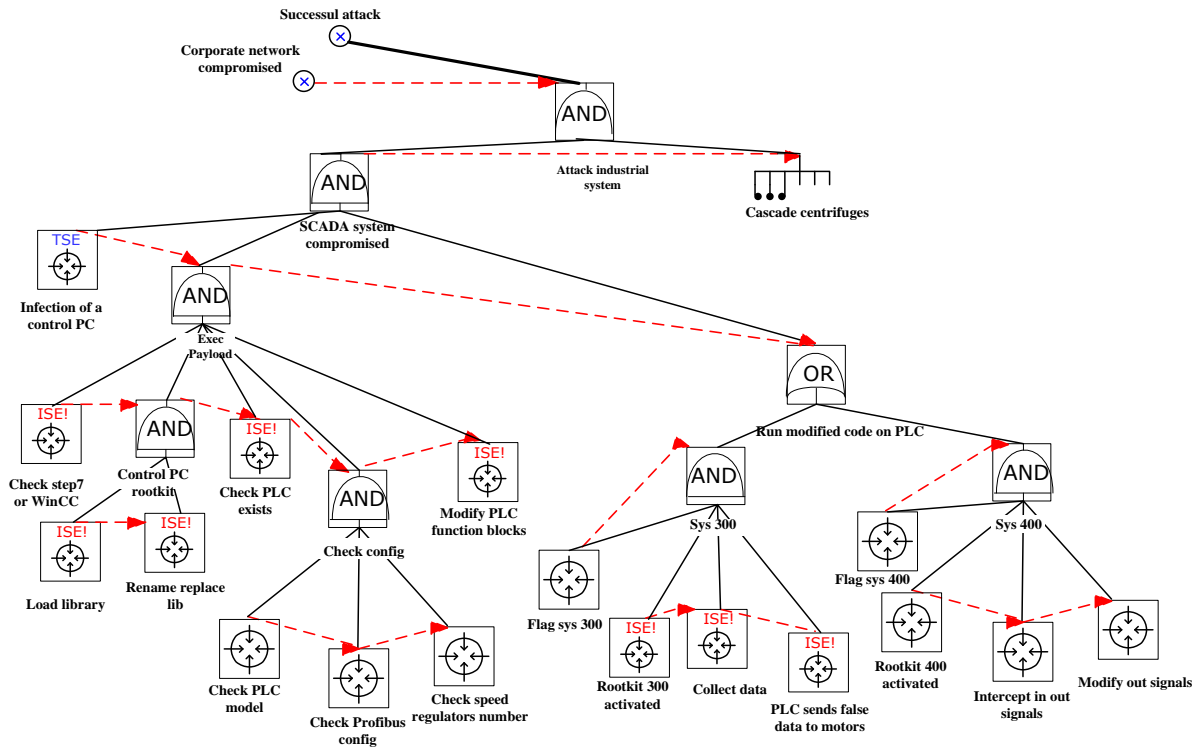 Successul attack
Corporate network
compromised
AND
AND
Attack industrial
system
Cascade centrifuges
SCADA system
compromised
TSE
Infection of a
control PC
AND
Exec
Payload
OR
Run modified code on PLC
ISE!
Check step7
or WinCC
AND
Control PC
rootkit
ISE!
Check PLC
exists
AND
Check config
ISE!
Modify PLC
function blocks
AND
Sys 300
AND
Sys 400
ISE!
Load library
ISE!
Rename replace
lib
Flag sys 300
Flag sys 400
Check PLC
model
Check Profibus
config
Check speed
regulators number
ISE!
Rootkit 300
activated
ISE!
Collect data
ISE!
PLC sends false
data to motors
Rootkit 400
activated
Intercept in out
signals
Modify out signals